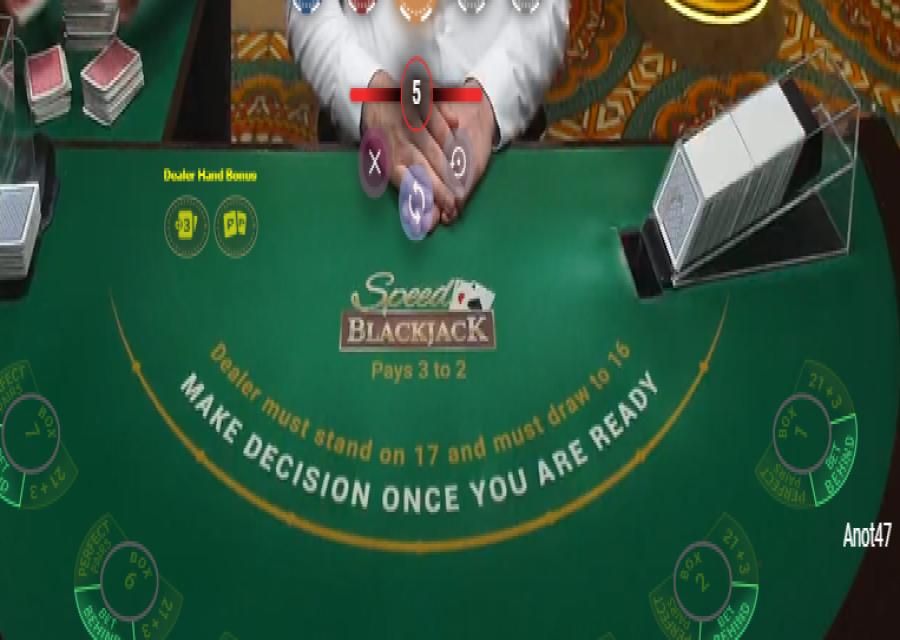 5
X
Dealer Hand Bonus
21+3
P P
Speed
BLACKJACK
Pays 3 to 2
Dealer must stand on 17 and must draw to 16
MAKE DECISION ONCE YOU ARE READY
PERFECT PAIRS
BOX
7
21+3
21+3
BOX
1
BET BEHIND
PERFECT PAIRS
Anot47
PERFECT PAIRS
BOX
6
21+3
BET BEHIND
21+3
BOX
2
BET BEHIND
PERFECT PAIRS